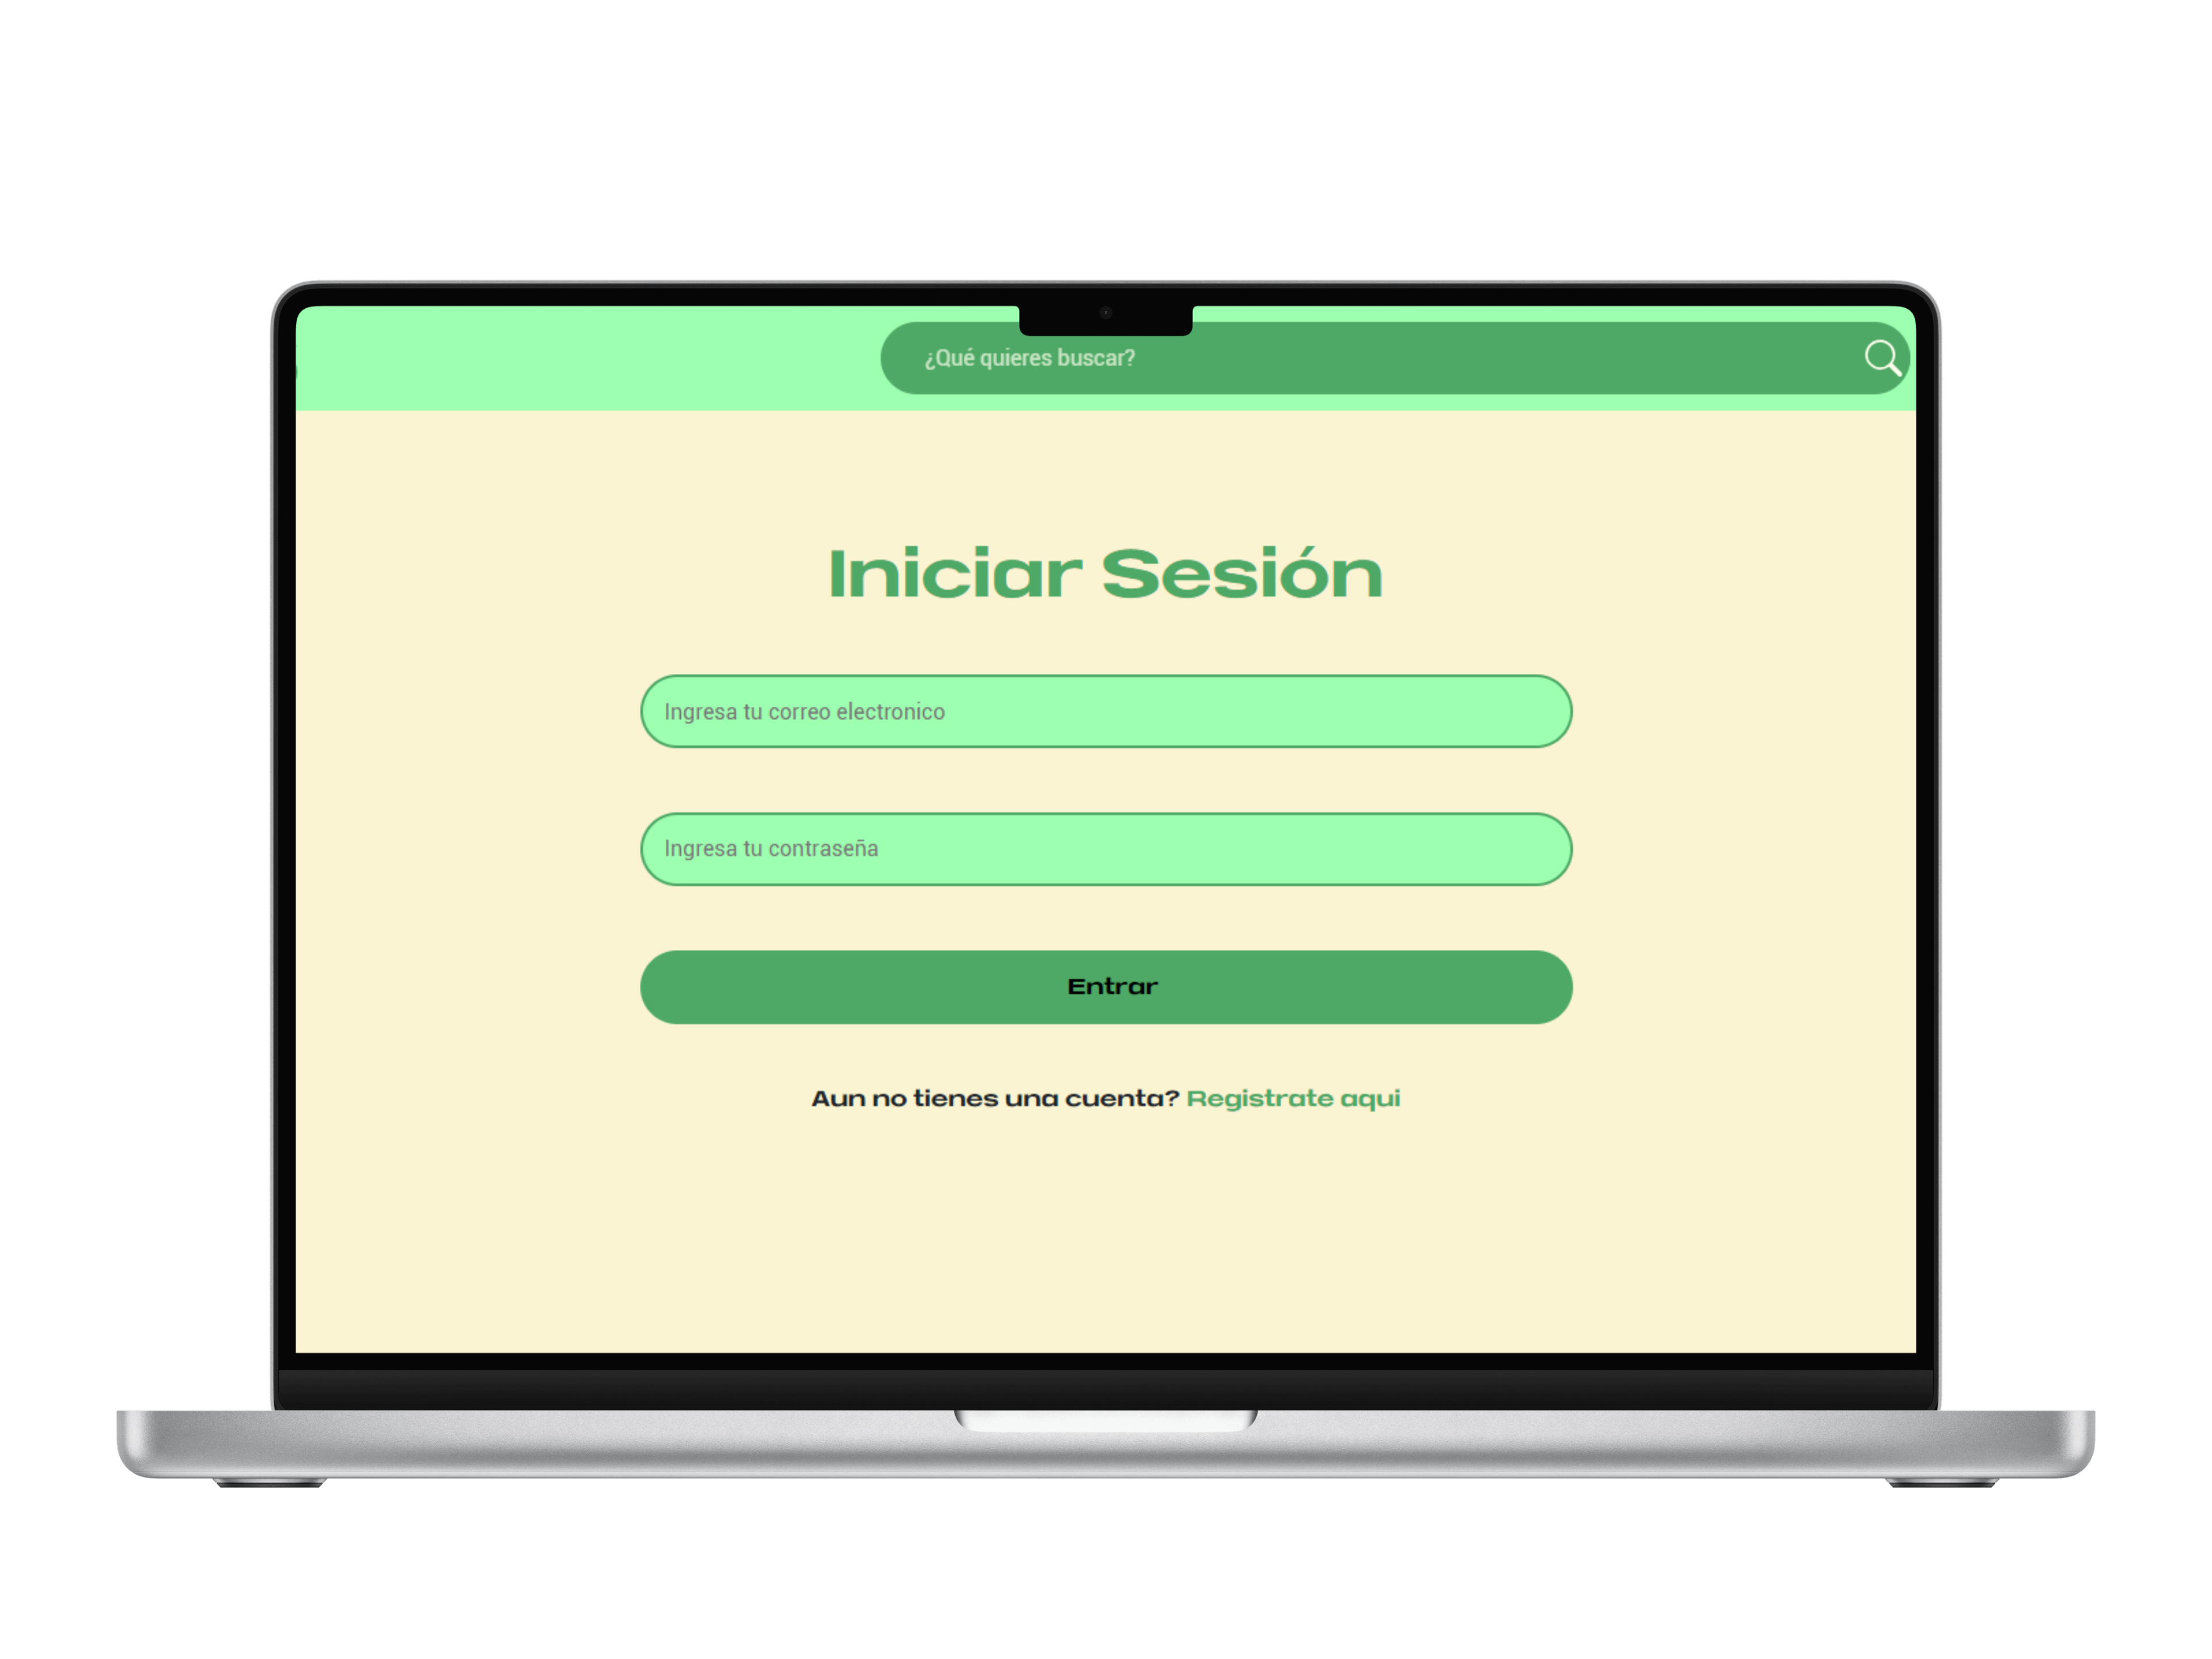 ¿Qué quieres buscar?
Iniciar Sesión
Ingresa tu correo electronico
Ingresa tu contraseña
Entrar
Aun no tienes una cuenta? Registrate aqui